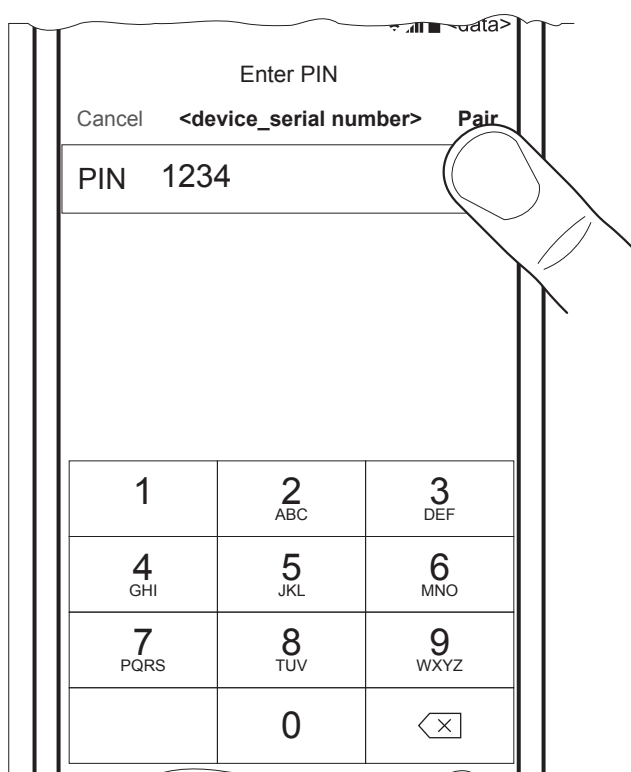 <data>
Enter PIN
Cancel <device_serial number> Pair
PIN 1234
1 2 3
ABC DEF
4 5 6
GHI JKL MNO
7 8 9
PQRS TUV WXYZ
0